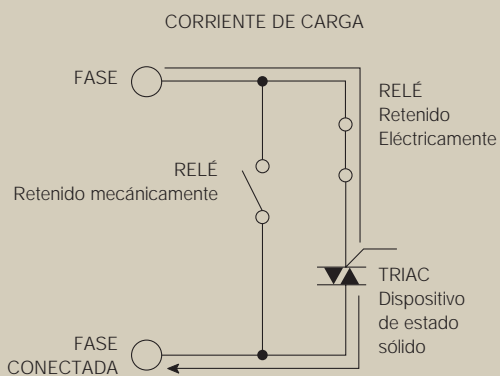 CORRIENTE DE CARGA
FASE
RELÉ
Retenido
Eléctricamente
RELÉ
Retenido mecánicamente
TRIAC
Dispositivo
de estado
sólido
FASE
CONECTADA